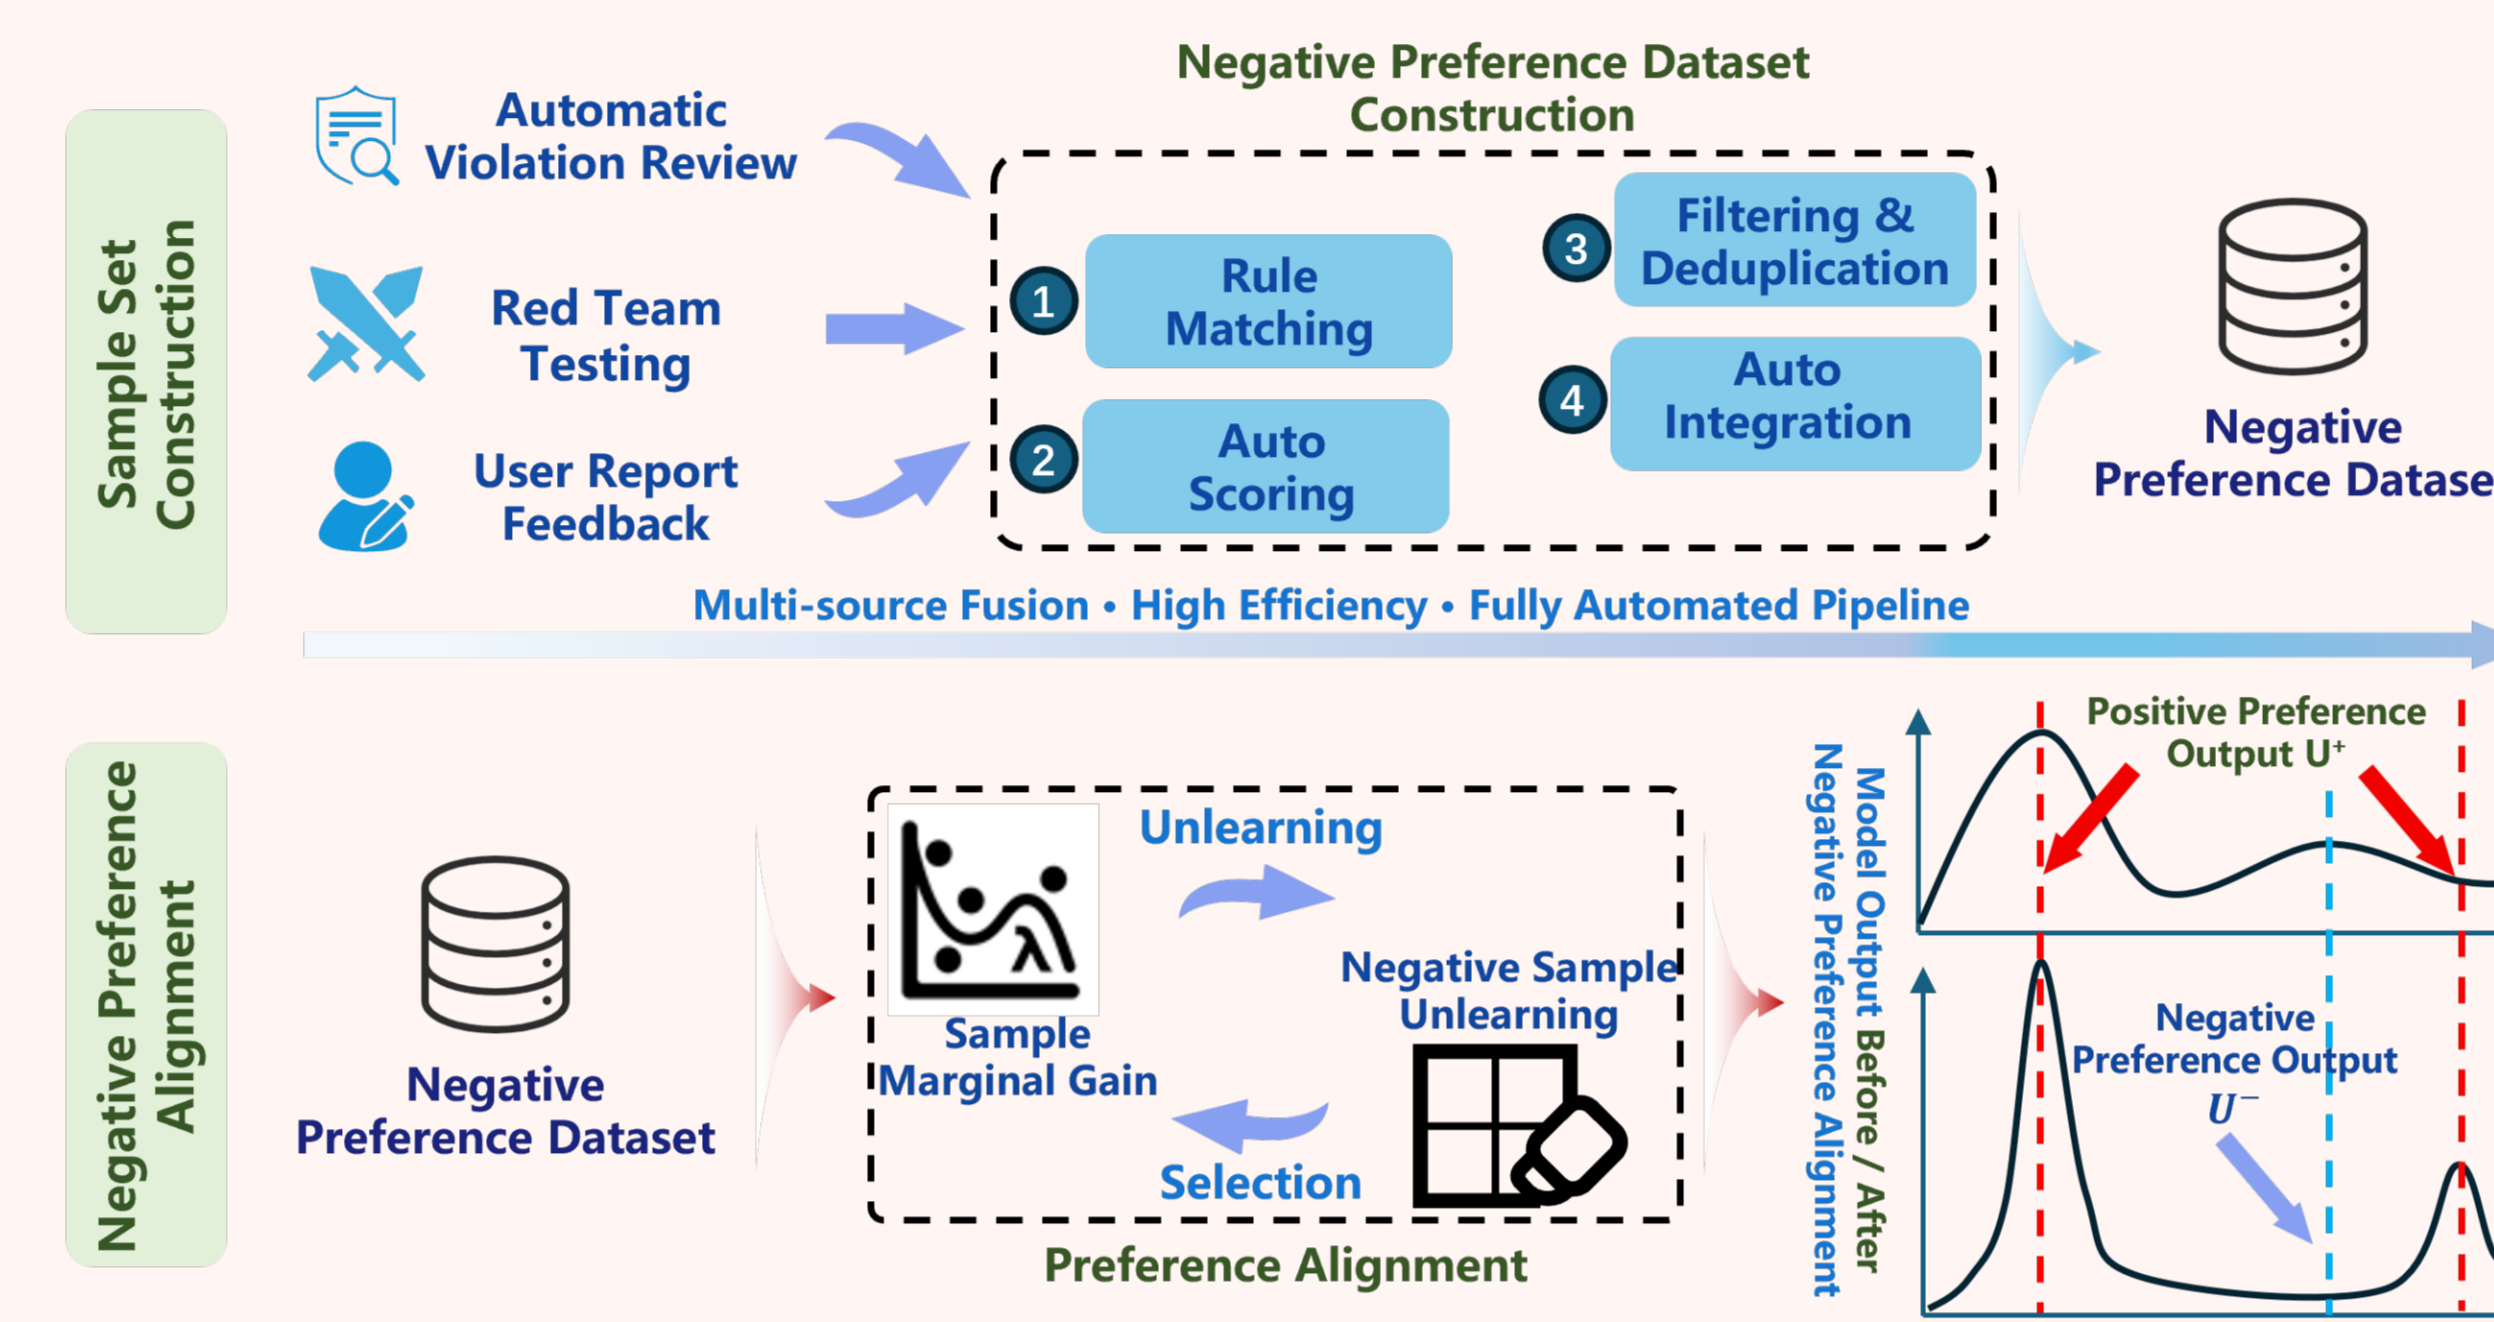 Sample Set
Construction
Automatic
Violation Review
Red Team
Testing
User Report
Feedback
Negative Preference Dataset
Construction
1
Rule
Matching
2
Auto
Scoring
3
Filtering &
Deduplication
4
Auto
Integration
Negative
Preference Datase
Multi-source Fusion • High Efficiency • Fully Automated Pipeline
Negative Preference
Alignment
Negative
Preference Dataset
Unlearning
Sample
Marginal Gain
Negative Sample
Unlearning
Selection
Preference Alignment
Model Output Before / After
Negative Preference Alignment
Positive Preference
Output U⁺
Negative
Preference Output
U⁻